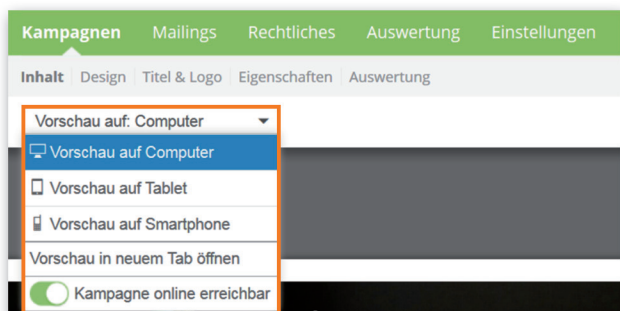 Kampagnen Mailings Rechtliches Auswertung Einstellungen
Inhalt Design Titel & Logo Eigenschaften Auswertung
Vorschau auf: Computer
Vorschau auf Computer
Vorschau auf Tablet
Vorschau auf Smartphone
Vorschau in neuem Tab öffnen
Kampagne online erreichbar